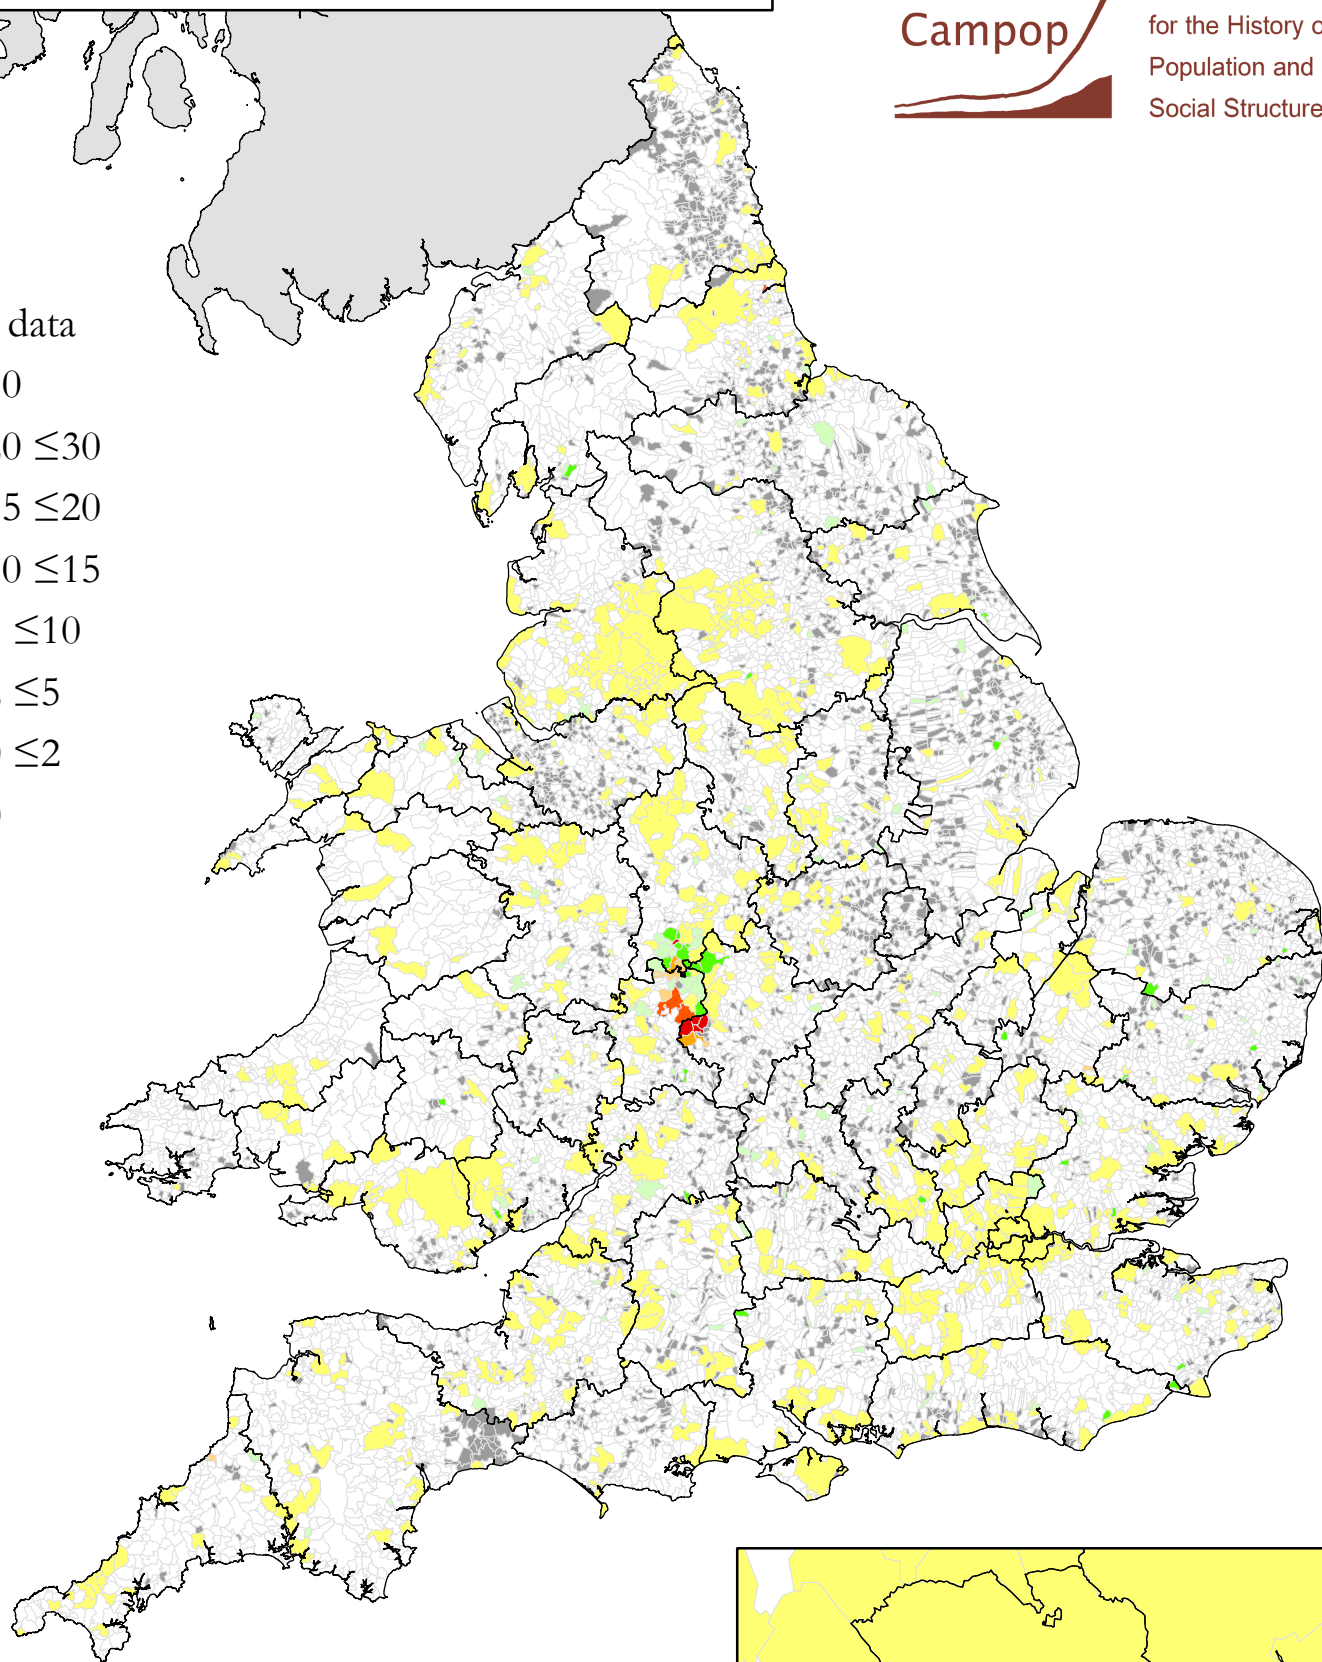 Campop
for the History
Population and
Social Structure
data
0
0 ≤30
5 ≤20
0 ≤15
≤10
≤5
≤2